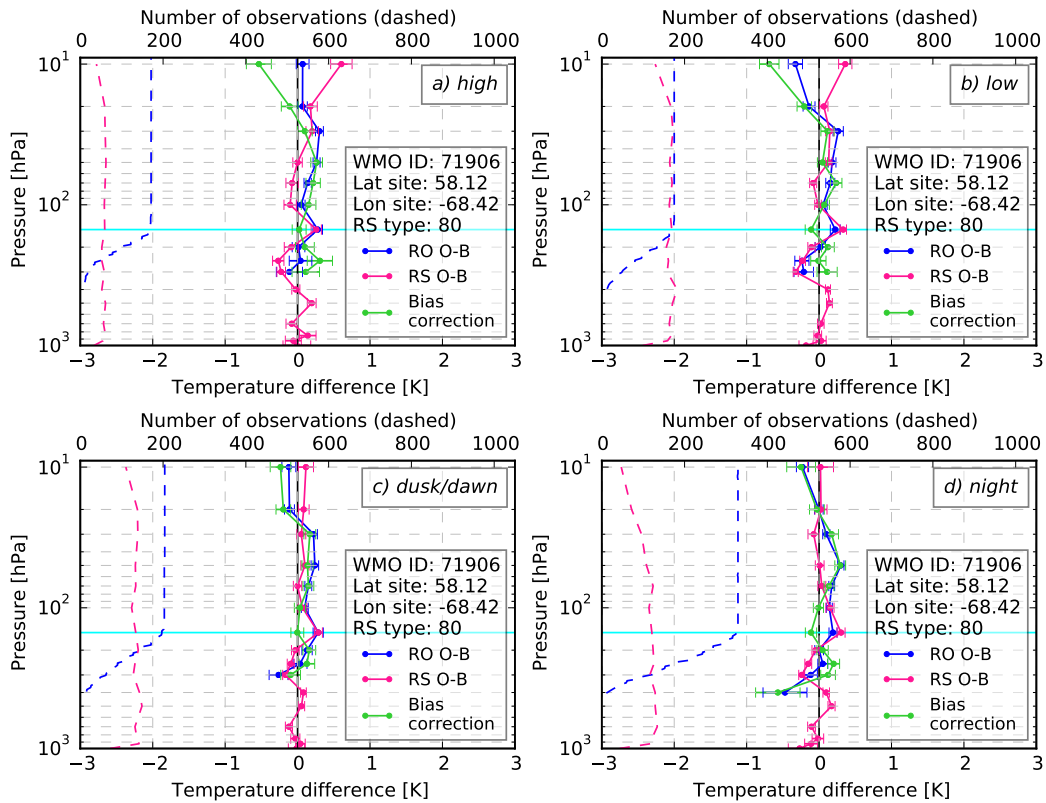 Number of observations (dashed)
0 200 400 600 800 1000
a) high
WMO ID: 71906
Lat site: 58.12
Lon site: -68.42
RS type: 80
RO O-B
RS O-B
Bias
correction
Pressure [hPa]
10¹
10²
10³
−3 −2 −1 0 1 2 3
Temperature difference [K]
Number of observations (dashed)
0 200 400 600 800 1000
b) low
WMO ID: 71906
Lat site: 58.12
Lon site: -68.42
RS type: 80
RO O-B
RS O-B
Bias
correction
Pressure [hPa]
10¹
10²
10³
−3 −2 −1 0 1 2 3
Temperature difference [K]
Number of observations (dashed)
0 200 400 600 800 1000
c) dusk/dawn
WMO ID: 71906
Lat site: 58.12
Lon site: -68.42
RS type: 80
RO O-B
RS O-B
Bias
correction
Pressure [hPa]
10¹
10²
10³
−3 −2 −1 0 1 2 3
Temperature difference [K]
Number of observations (dashed)
0 200 400 600 800 1000
d) night
WMO ID: 71906
Lat site: 58.12
Lon site: -68.42
RS type: 80
RO O-B
RS O-B
Bias
correction
Pressure [hPa]
10¹
10²
10³
−3 −2 −1 0 1 2 3
Temperature difference [K]